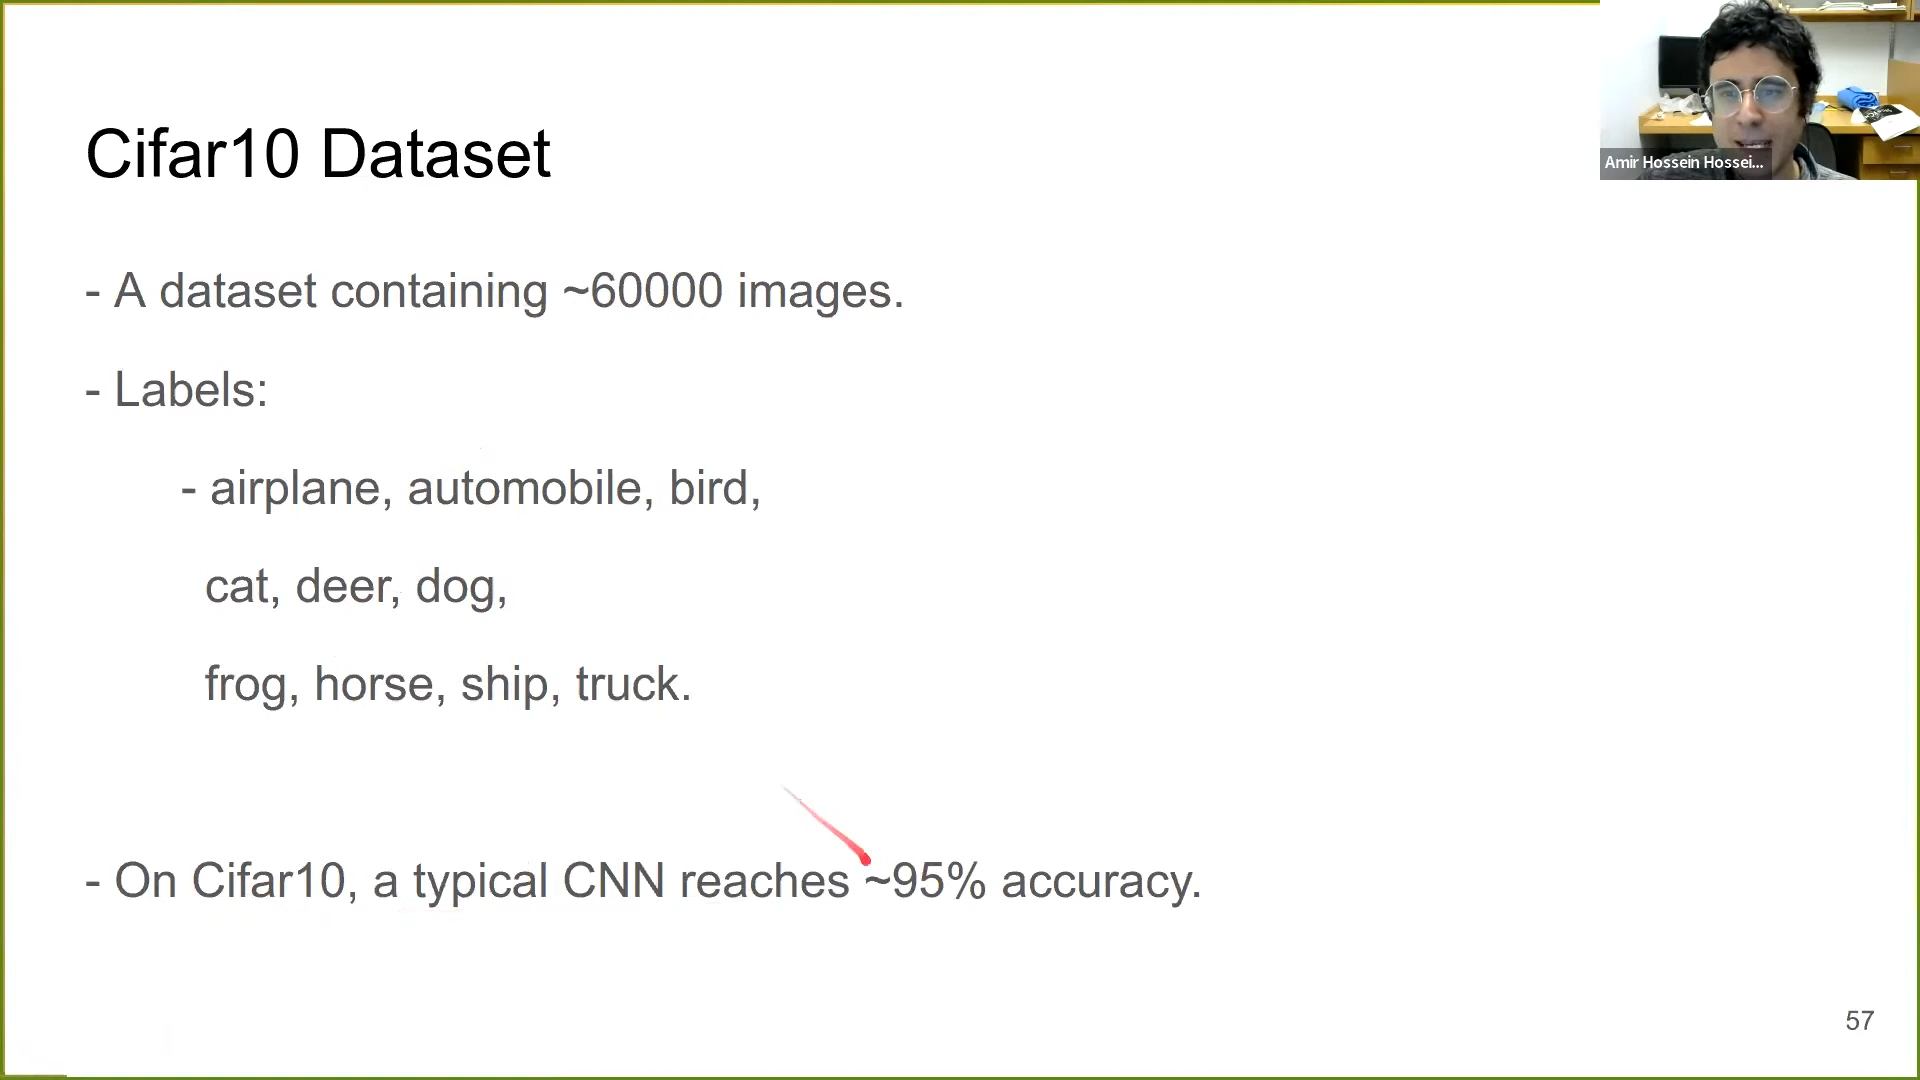 Cifar10 Dataset
Amir Hossein Hossei...
- A dataset containing ~60000 images.
- Labels:
- airplane, automobile, bird,
cat, deer, dog,
frog, horse, ship, truck.
- On Cifar10, a typical CNN reaches ~95% accuracy.
57